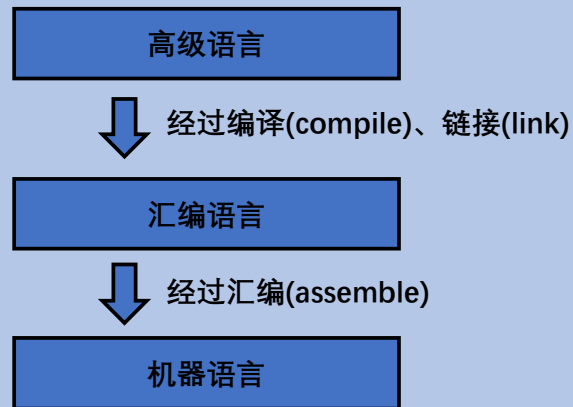 高级语言
经过编译(compile)、链接(link)
汇编语言
经过汇编(assemble)
机器语言